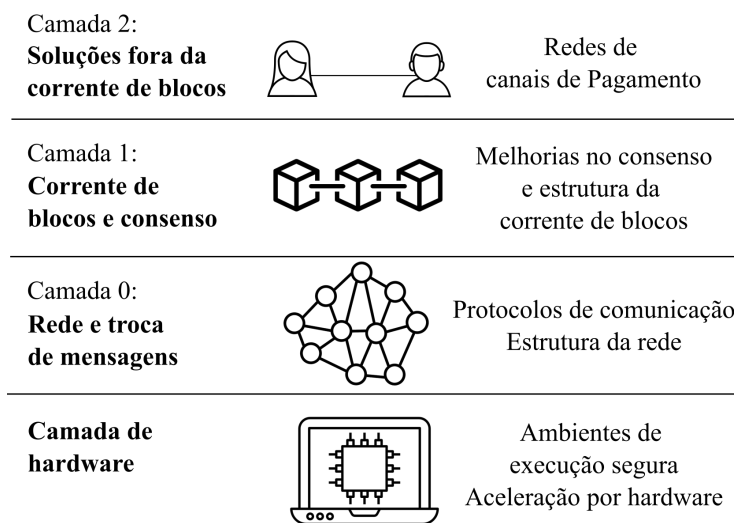 Camada 2:
Soluções fora da
corrente de blocos
Redes de
canais de Pagamento
Camada 1:
Corrente de
blocos e consenso
Melhorias no consenso
e estrutura da
corrente de blocos
Camada 0:
Rede e troca
de mensagens
Protocolos de comunicação
Estrutura da rede
Camada de
hardware
Ambientes de
execução segura
Aceleração por hardware